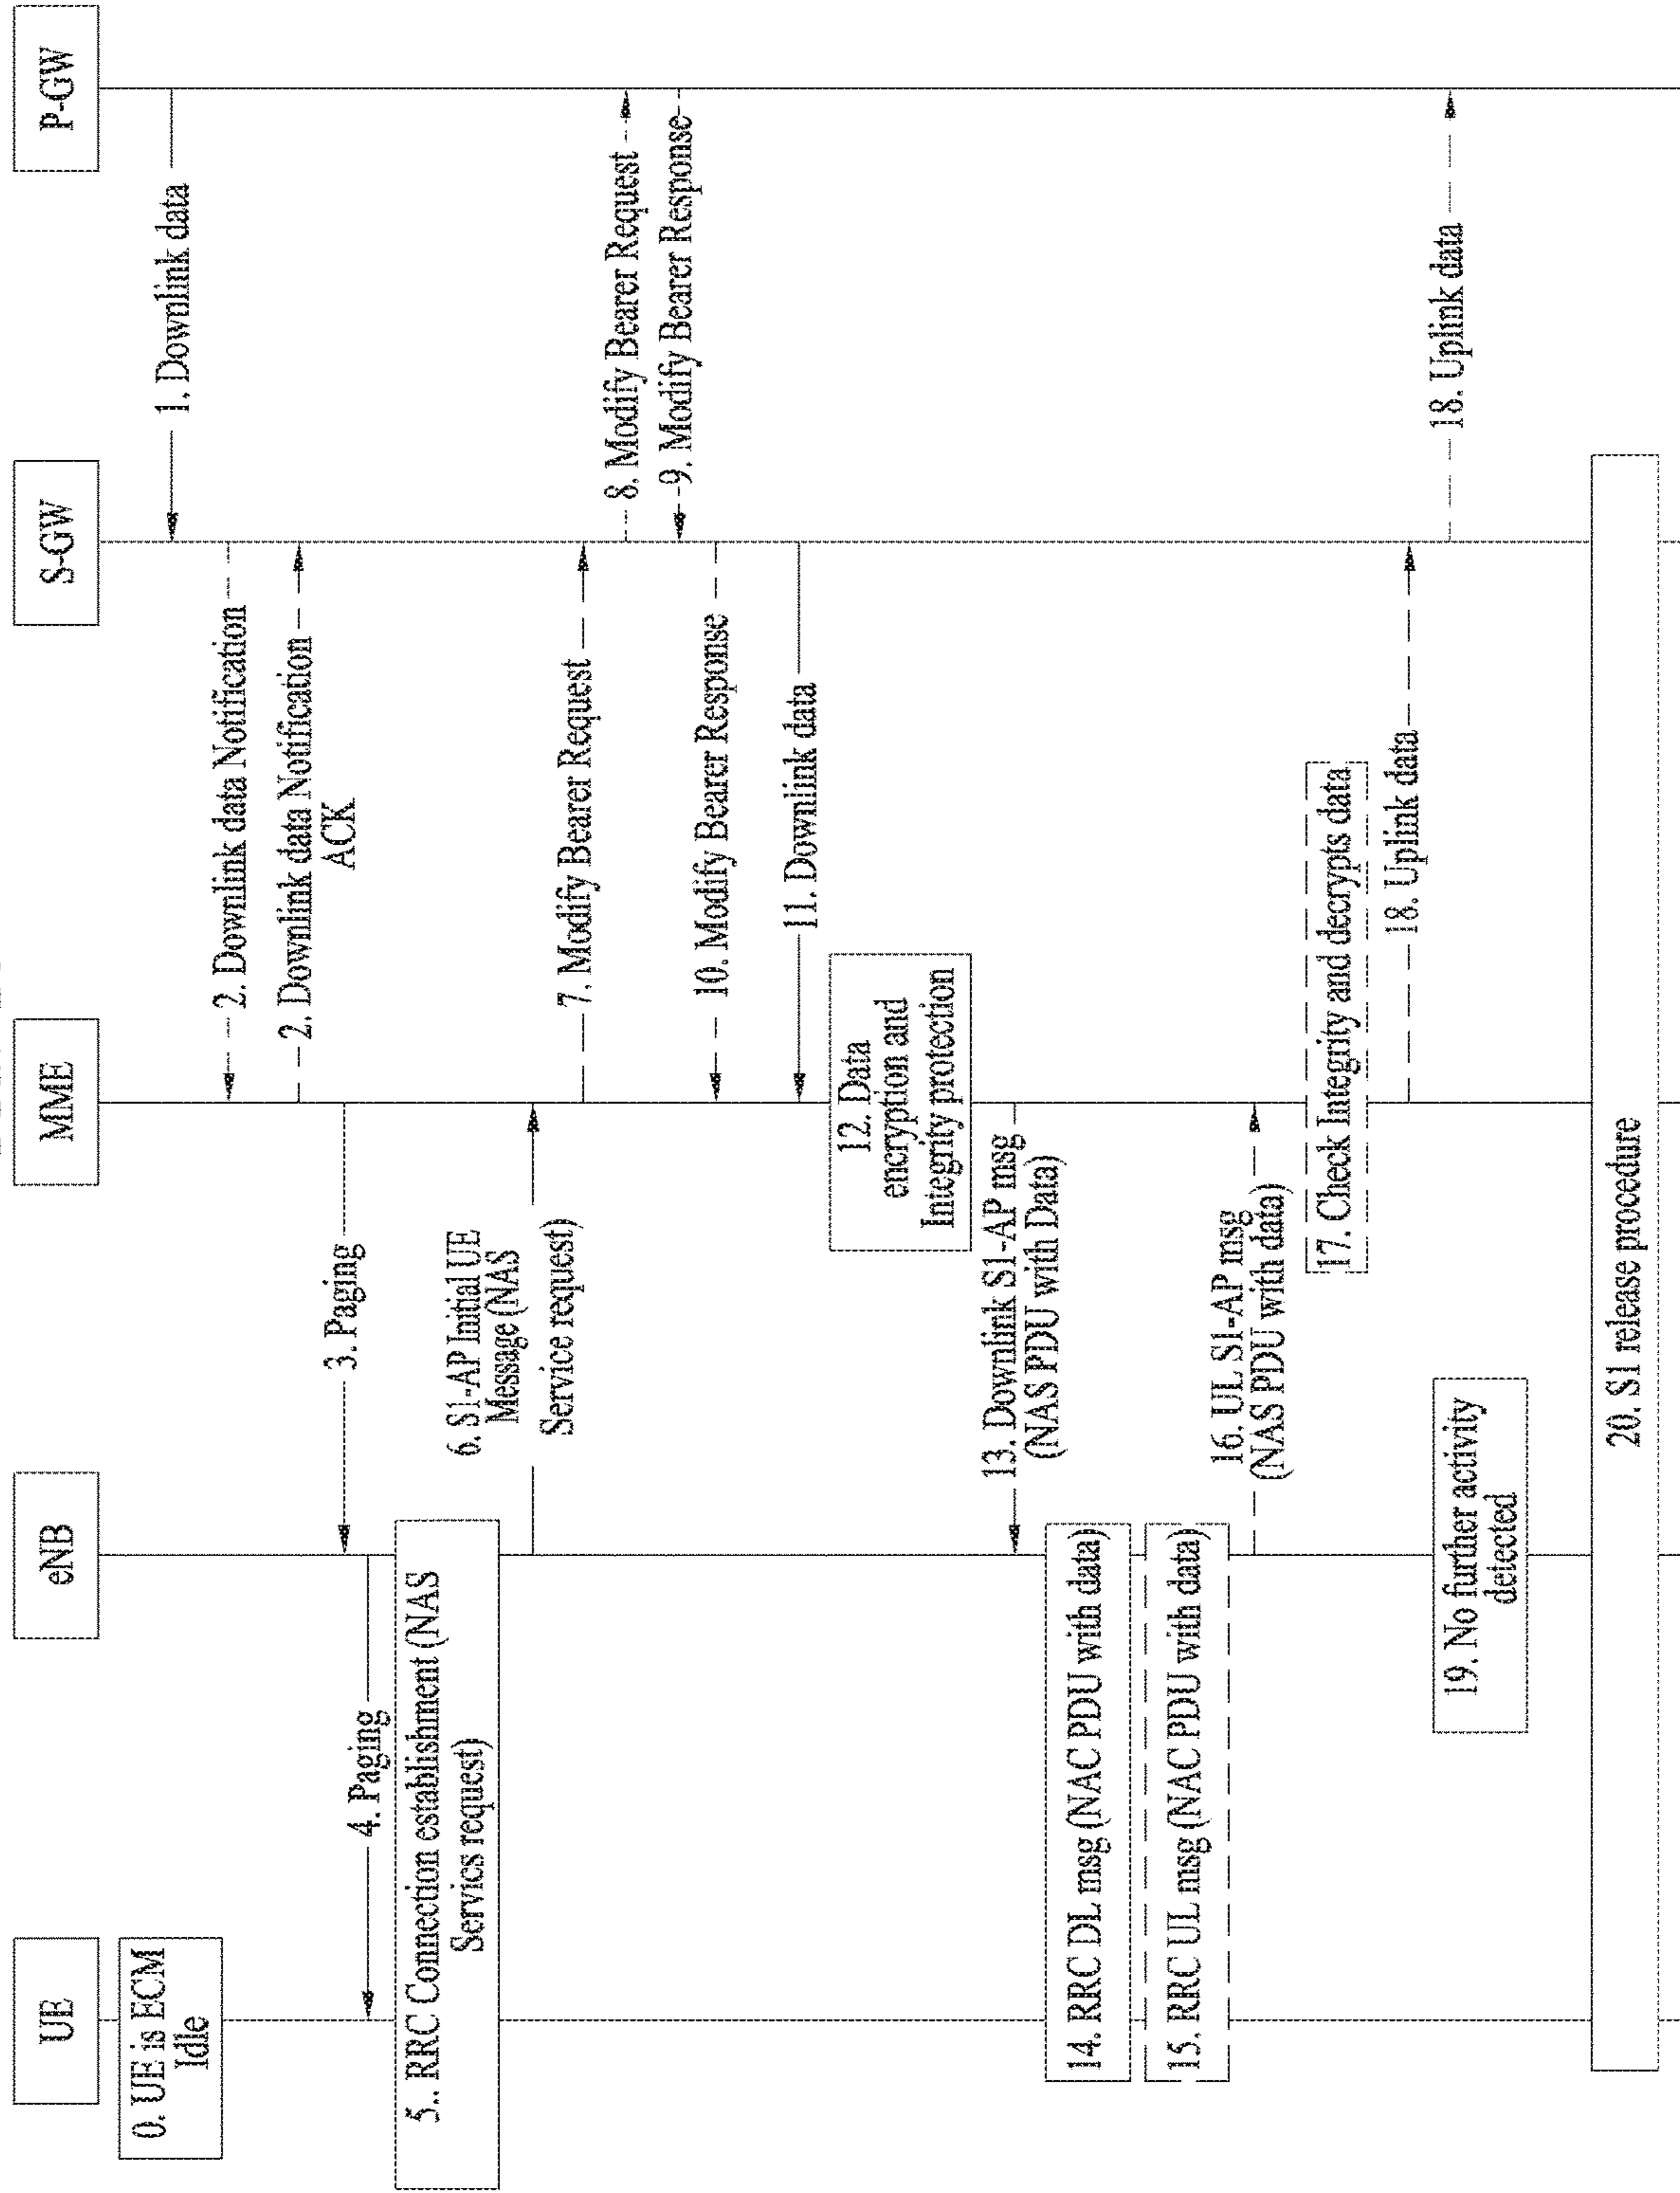 UE
eNB
MME
S-GW
P-GW
0. UE is ECM
Idle
1. Downlink data
2. Downlink data Notification
2. Downlink data Notification
ACK
3. Paging
4. Paging
5.. RRC Connection establishment (NAS
Servics request)
6. S1-AP Initial UE
Message (NAS
Service request)
7. Modify Bearer Request
8. Modify Bearer Request
9. Modify Bearer Response
10. Modify Bearer Response
11. Downlink data
12. Data
encryption and
Integrity protection
13. Downlink S1-AP msg
(NAS PDU with Data)
14. RRC DL msg (NAC PDU with data)
15. RRC UL msg (NAC PDU with data)
16. UL S1-AP msg
(NAS PDU with data)
17. Check Integrity and decrypts data
18. Uplink data
18. Uplink data
19. No further activity
detected
20. S1 release procedure